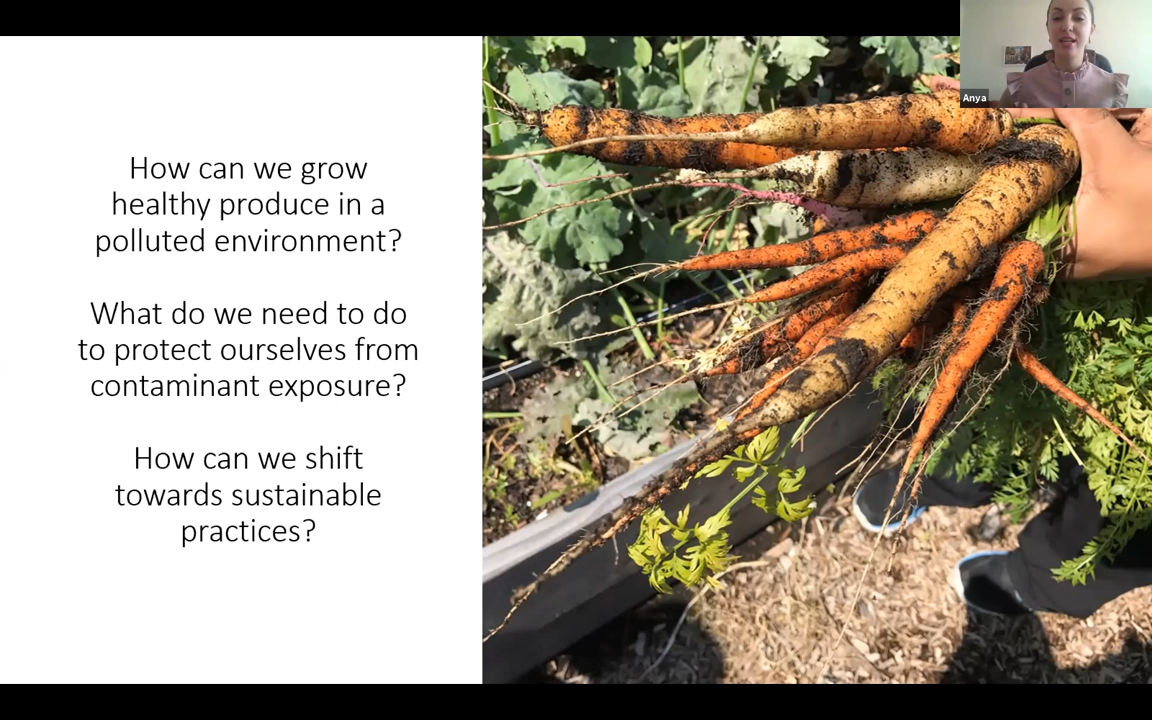 How can we grow
healthy produce in a
polluted environment?
What do we need to do
to protect ourselves from
contaminant exposure?
How can we shift
towards sustainable
practices?
Anya